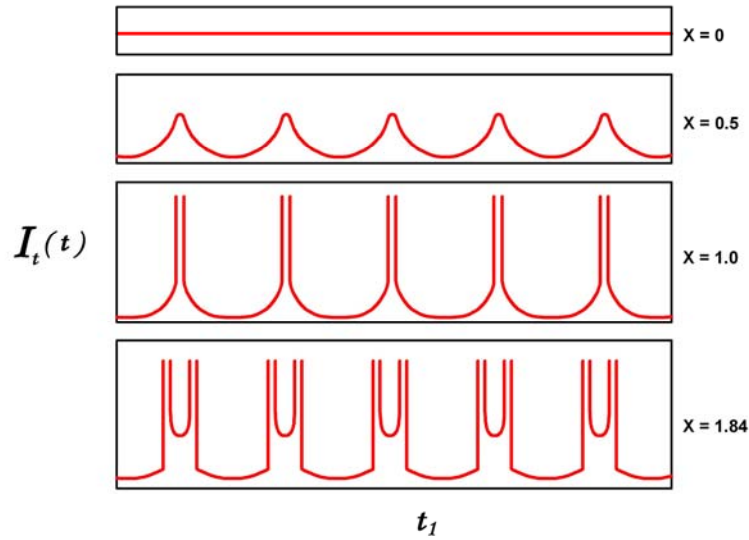 X = 0
X = 0.5
I_t(t)
X = 1.0
X = 1.84
t_1